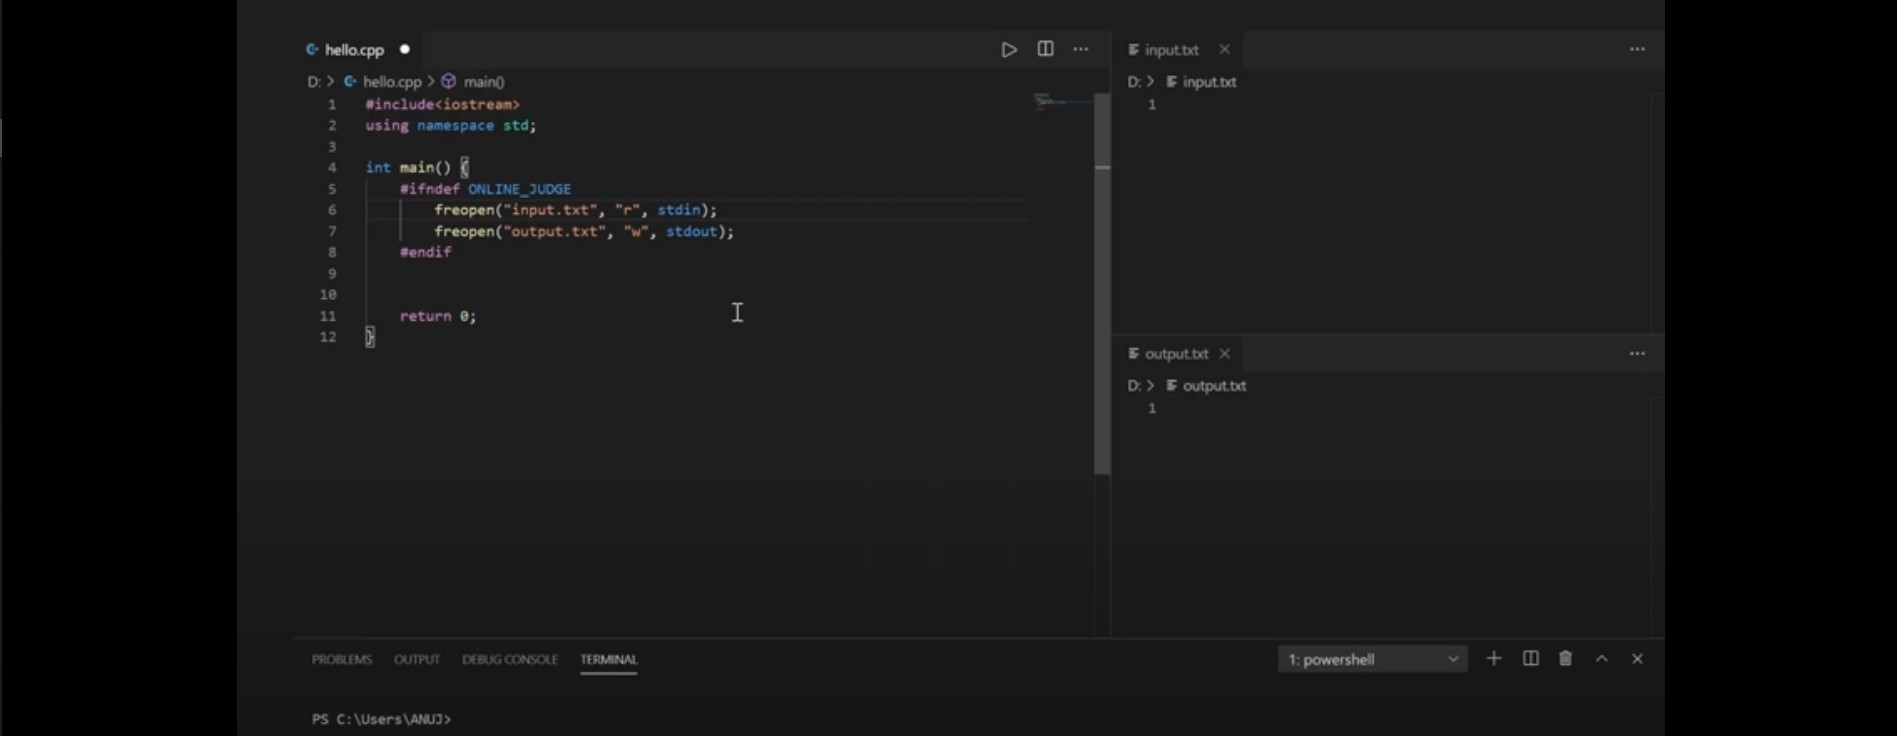 hello.cpp
D: > hello.cpp > main()
1 #include<iostream>
2 using namespace std;
3
4 int main() {
5 #ifndef ONLINE_JUDGE
6 freopen("input.txt", "r", stdin);
7 freopen("output.txt", "w", stdout);
8 #endif
9
10
11 return 0;
12 }
input.txt
D: > input.txt
1
output.txt
D: > output.txt
1
PROBLEMS OUTPUT DEBUG CONSOLE TERMINAL
1: powershell
PS C:\Users\ANUJ>